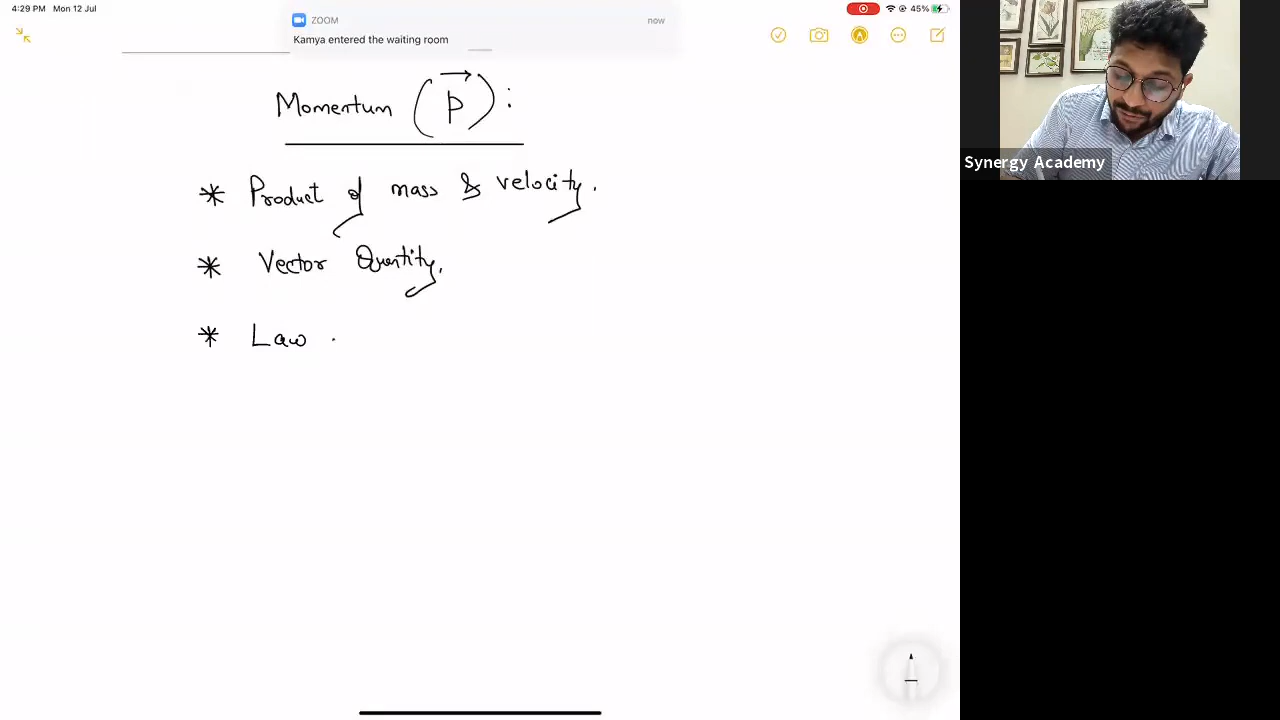 4:29 PM Mon 12 Jul
45%
ZOOM
now
Kamya entered the waiting room
Momentum (p) :
* Product of mass & velocity.
* Vector Quantity.
* Law
Synergy Academy